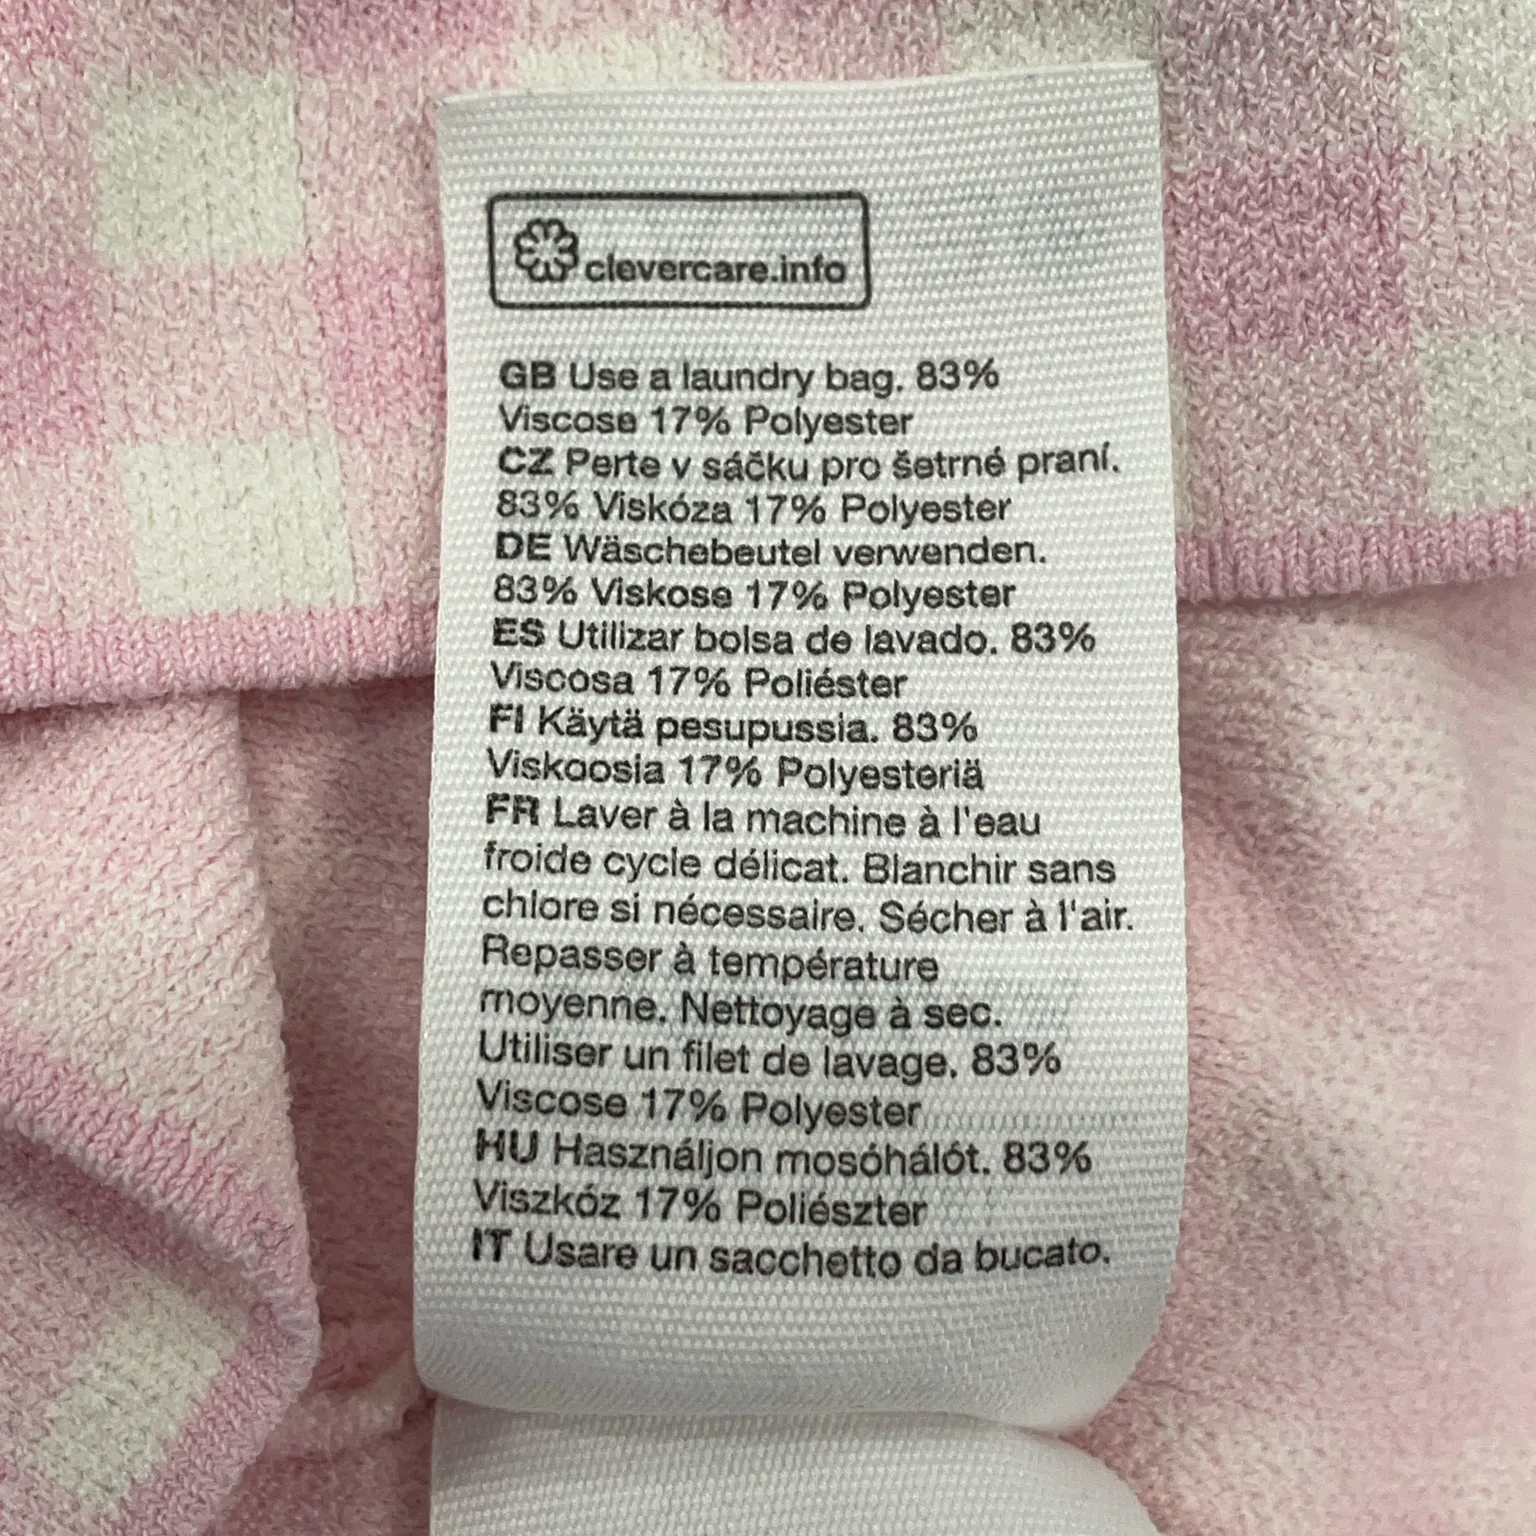 clevercare.info
GB Use a laundry bag. 83%
Viscose 17% Polyester
CZ Perte v sáčku pro šetrné praní.
83% Viskóza 17% Polyester
DE Wäschebeutel verwenden.
83% Viskose 17% Polyester
ES Utilizar bolsa de lavado. 83%
Viscosa 17% Poliéster
FI Käytä pesupussia. 83%
Viskoosia 17% Polyesteriä
FR Laver à la machine à l'eau
froide cycle délicat. Blanchir sans
chlore si nécessaire. Sécher à l'air.
Repasser à température
moyenne. Nettoyage à sec.
Utiliser un filet de lavage. 83%
Viscose 17% Polyester
HU Használjon mosóhálót. 83%
Viszkóz 17% Poliészter
IT Usare un sacchetto da bucato.